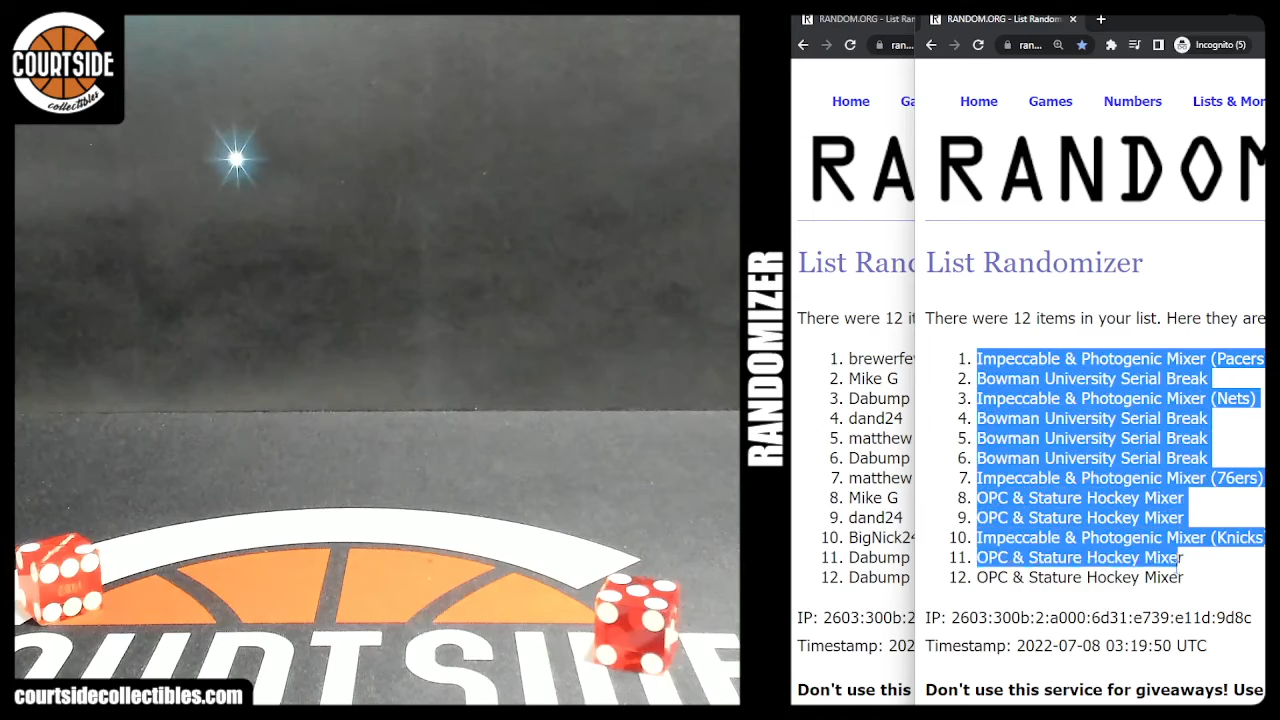 COURTSIDE
collectibles
COURTSIDE
courtsidecollectibles.com
RANDOMIZER
RANDOM.ORG - List Ra
ran...
Home
Ga
RA
List Rand
There were 12 it
1. brewerfe
2. Mike G
3. Dabump
4. dand24
5. matthew
6. Dabump
7. matthew
8. Mike G
9. dand24
10. BigNick24
11. Dabump
12. Dabump
IP: 2603:300b:2
Timestamp: 202
Don't use this
RANDOM.ORG - List Random
ran...
Incognito (5)
Home Games Numbers Lists & Mor
RANDOM
List Randomizer
There were 12 items in your list. Here they are
1. Impeccable & Photogenic Mixer (Pacers
2. Bowman University Serial Break
3. Impeccable & Photogenic Mixer (Nets)
4. Bowman University Serial Break
5. Bowman University Serial Break
6. Bowman University Serial Break
7. Impeccable & Photogenic Mixer (76ers)
8. OPC & Stature Hockey Mixer
9. OPC & Stature Hockey Mixer
10. Impeccable & Photogenic Mixer (Knicks
11. OPC & Stature Hockey Mixer
12. OPC & Stature Hockey Mixer
IP: 2603:300b:2:a000:6d31:e739:e11d:9d8c
Timestamp: 2022-07-08 03:19:50 UTC
Don't use this service for giveaways! Use